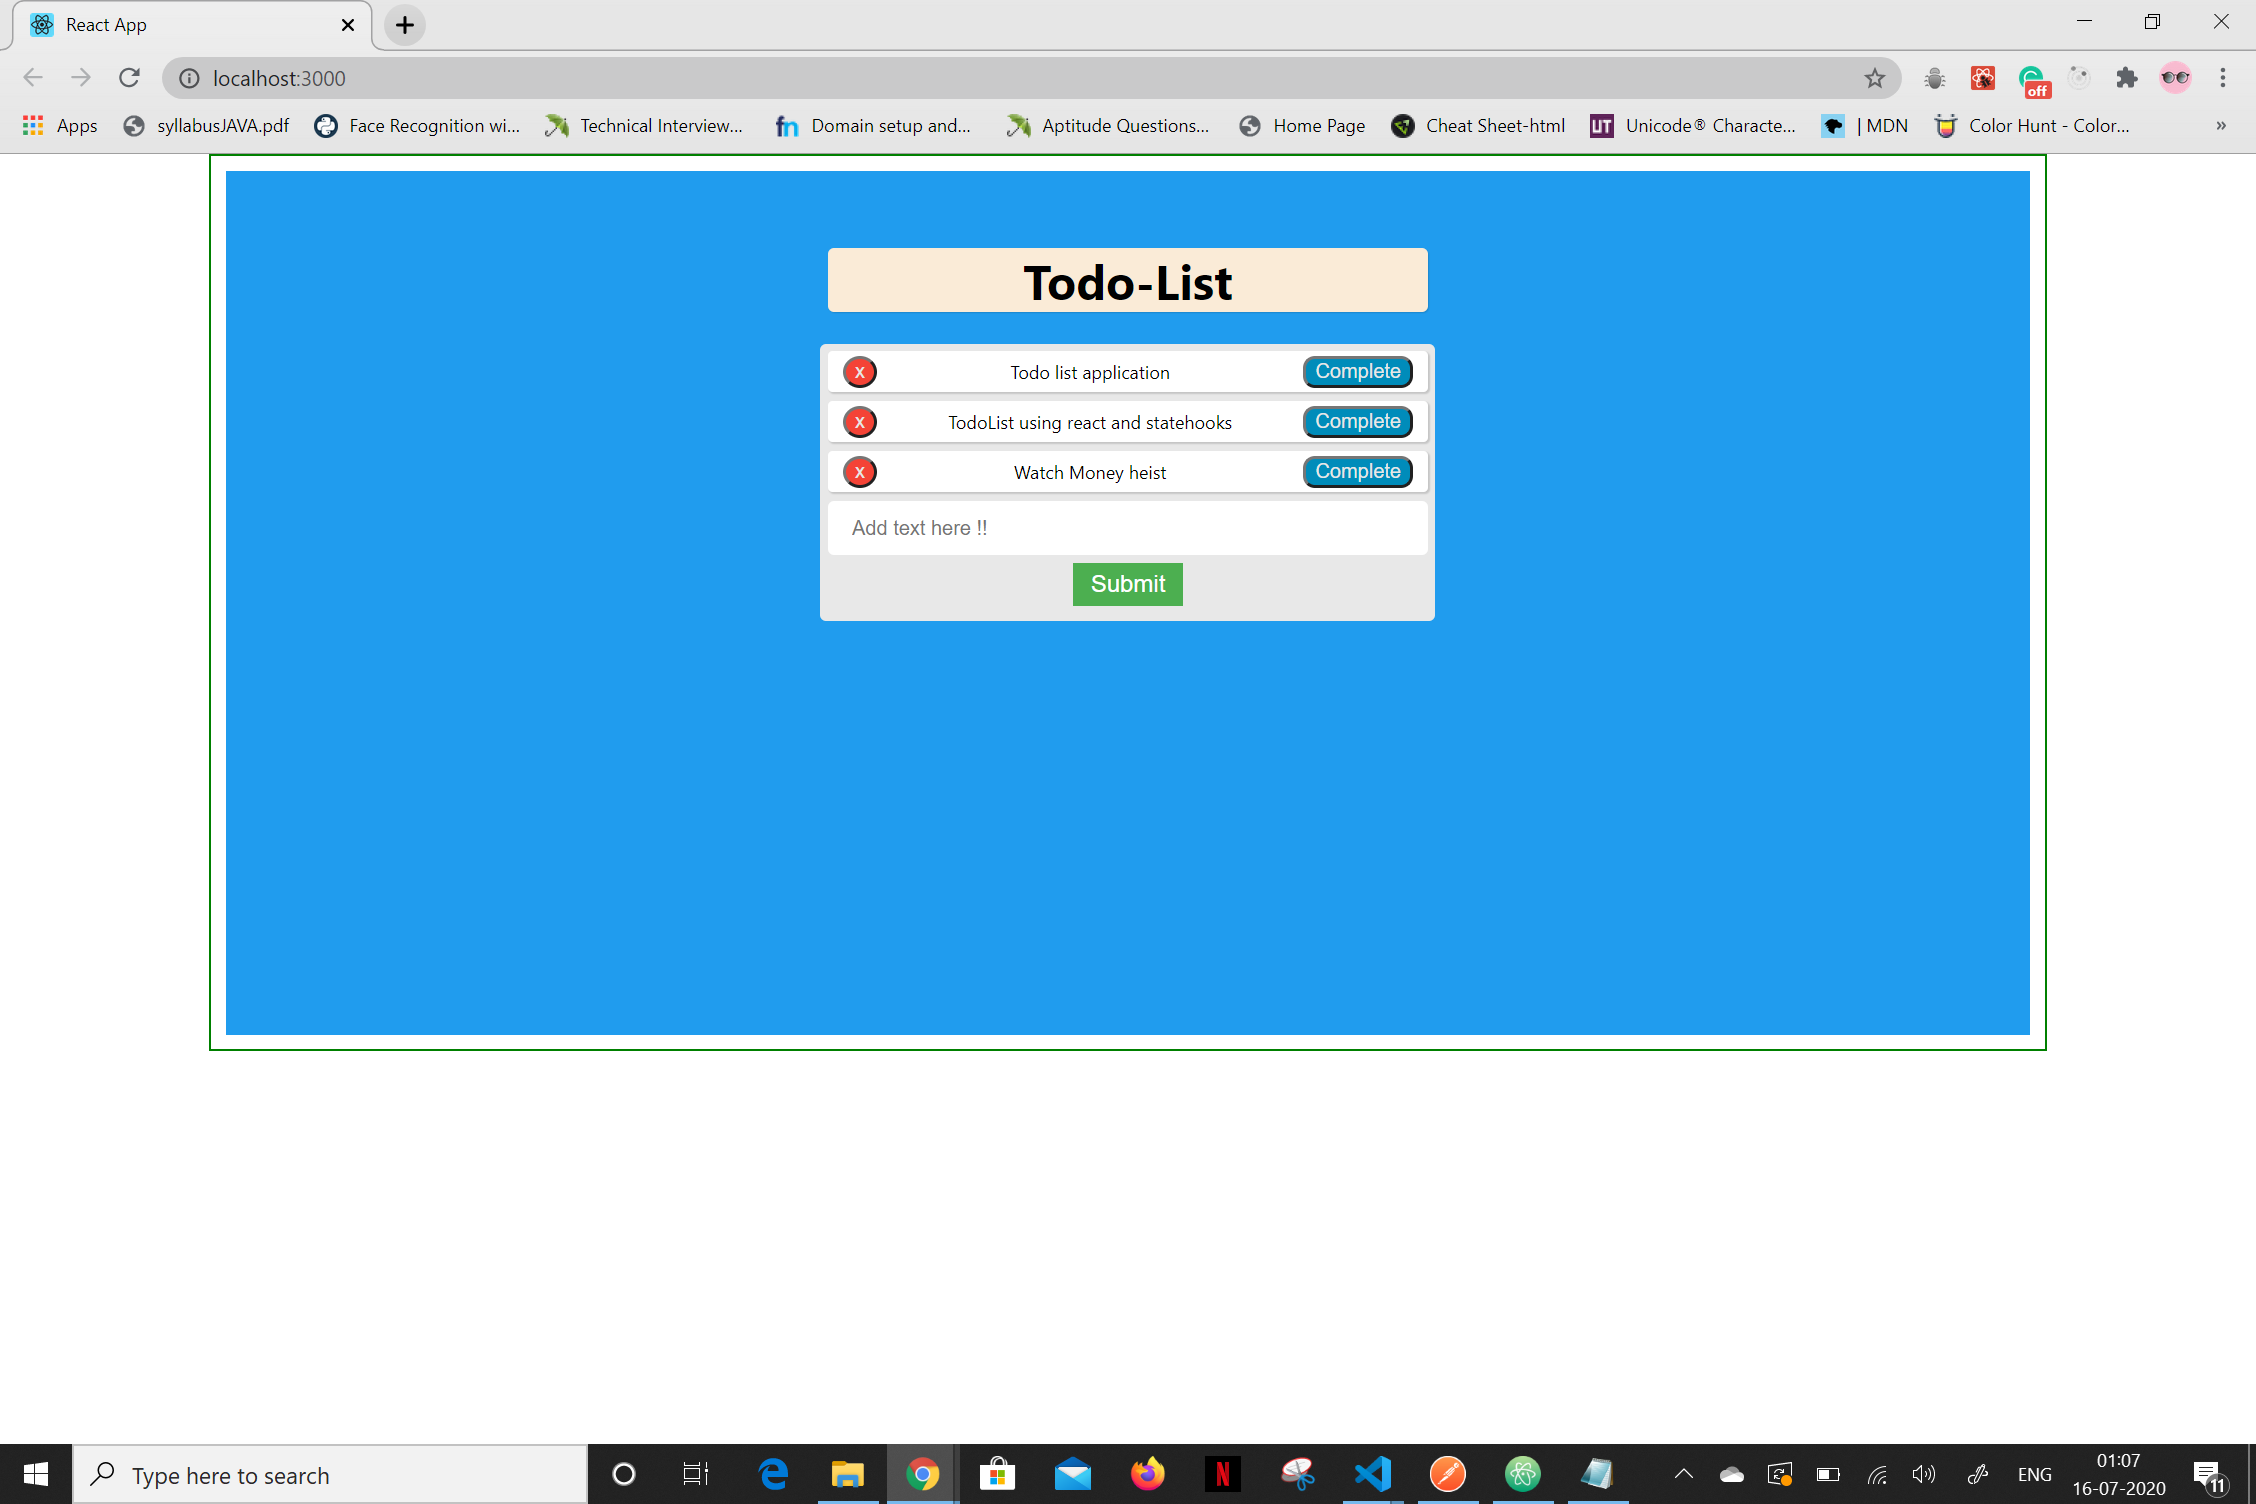 React App
localhost:3000
off
Apps syllabusJAVA.pdf Face Recognition wi... Technical Interview... fn Domain setup and... Aptitude Questions... Home Page Cheat Sheet-html UT Unicode® Characte... | MDN Color Hunt - Color... »
Todo-List
x Todo list application Complete
x TodoList using react and statehooks Complete
x Watch Money heist Complete
Add text here !!
Submit
Type here to search
N
ENG
01:07
16-07-2020
11